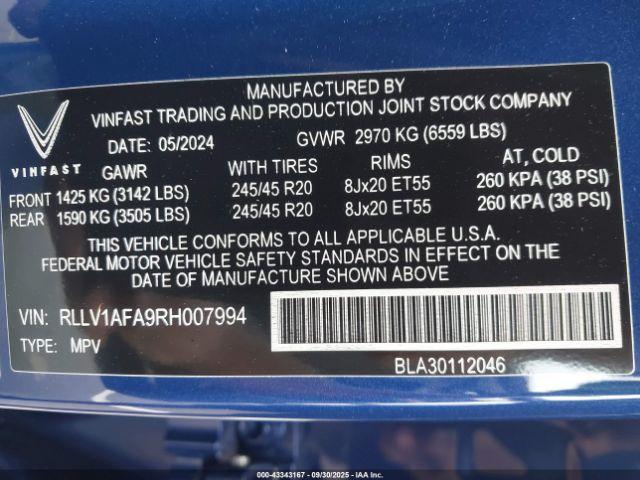 MANUFACTURED BY
VINFAST TRADING AND PRODUCTION JOINT STOCK COMPANY
DATE: 05/2024 GVWR 2970 KG (6559 LBS)
VINFAST
GAWR WITH TIRES RIMS AT, COLD
FRONT 1425 KG (3142 LBS) 245/45 R20 8Jx20 ET55 260 KPA (38 PSI)
REAR 1590 KG (3505 LBS) 245/45 R20 8Jx20 ET55 260 KPA (38 PSI)
THIS VEHICLE CONFORMS TO ALL APPLICABLE U.S.A.
FEDERAL MOTOR VEHICLE SAFETY STANDARDS IN EFFECT ON THE
DATE OF MANUFACTURE SHOWN ABOVE
VIN: RLLV1AFA9RH007994
TYPE: MPV
BLA30112046
000-43343167 - 09/30/2025 - IAA Inc.